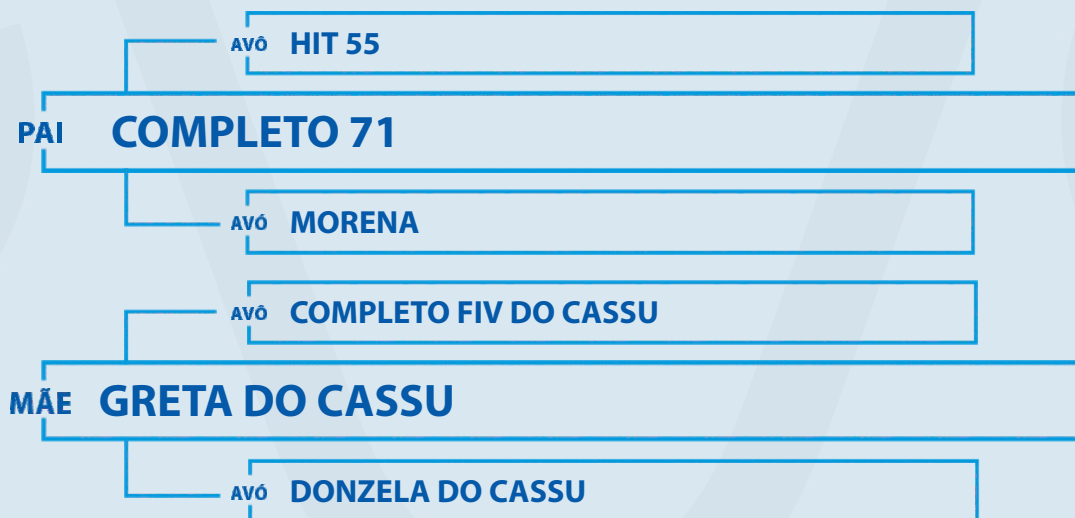 AVÔ HIT 55
PAI COMPLETO 71
AVÓ MORENA
AVÔ COMPLETO FIV DO CASSU
MÃE GRETA DO CASSU
AVÓ DONZELA DO CASSU